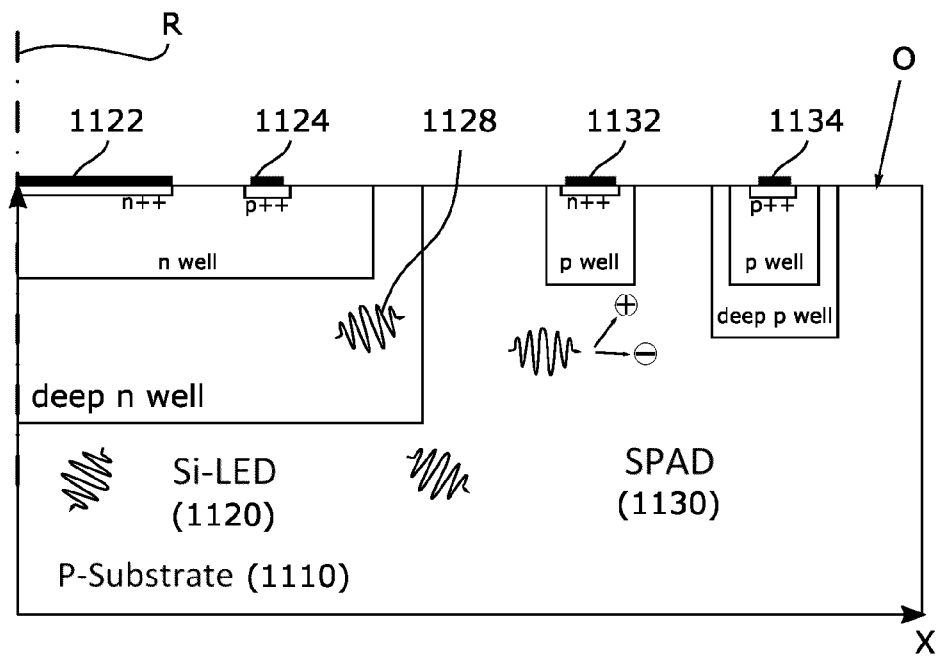 R
O
1122
1124
1128
1132
1134
n++
p++
n++
p++
n well
p well
p well
deep p well
deep n well
Si-LED
(1120)
SPAD
(1130)
P-Substrate (1110)
X